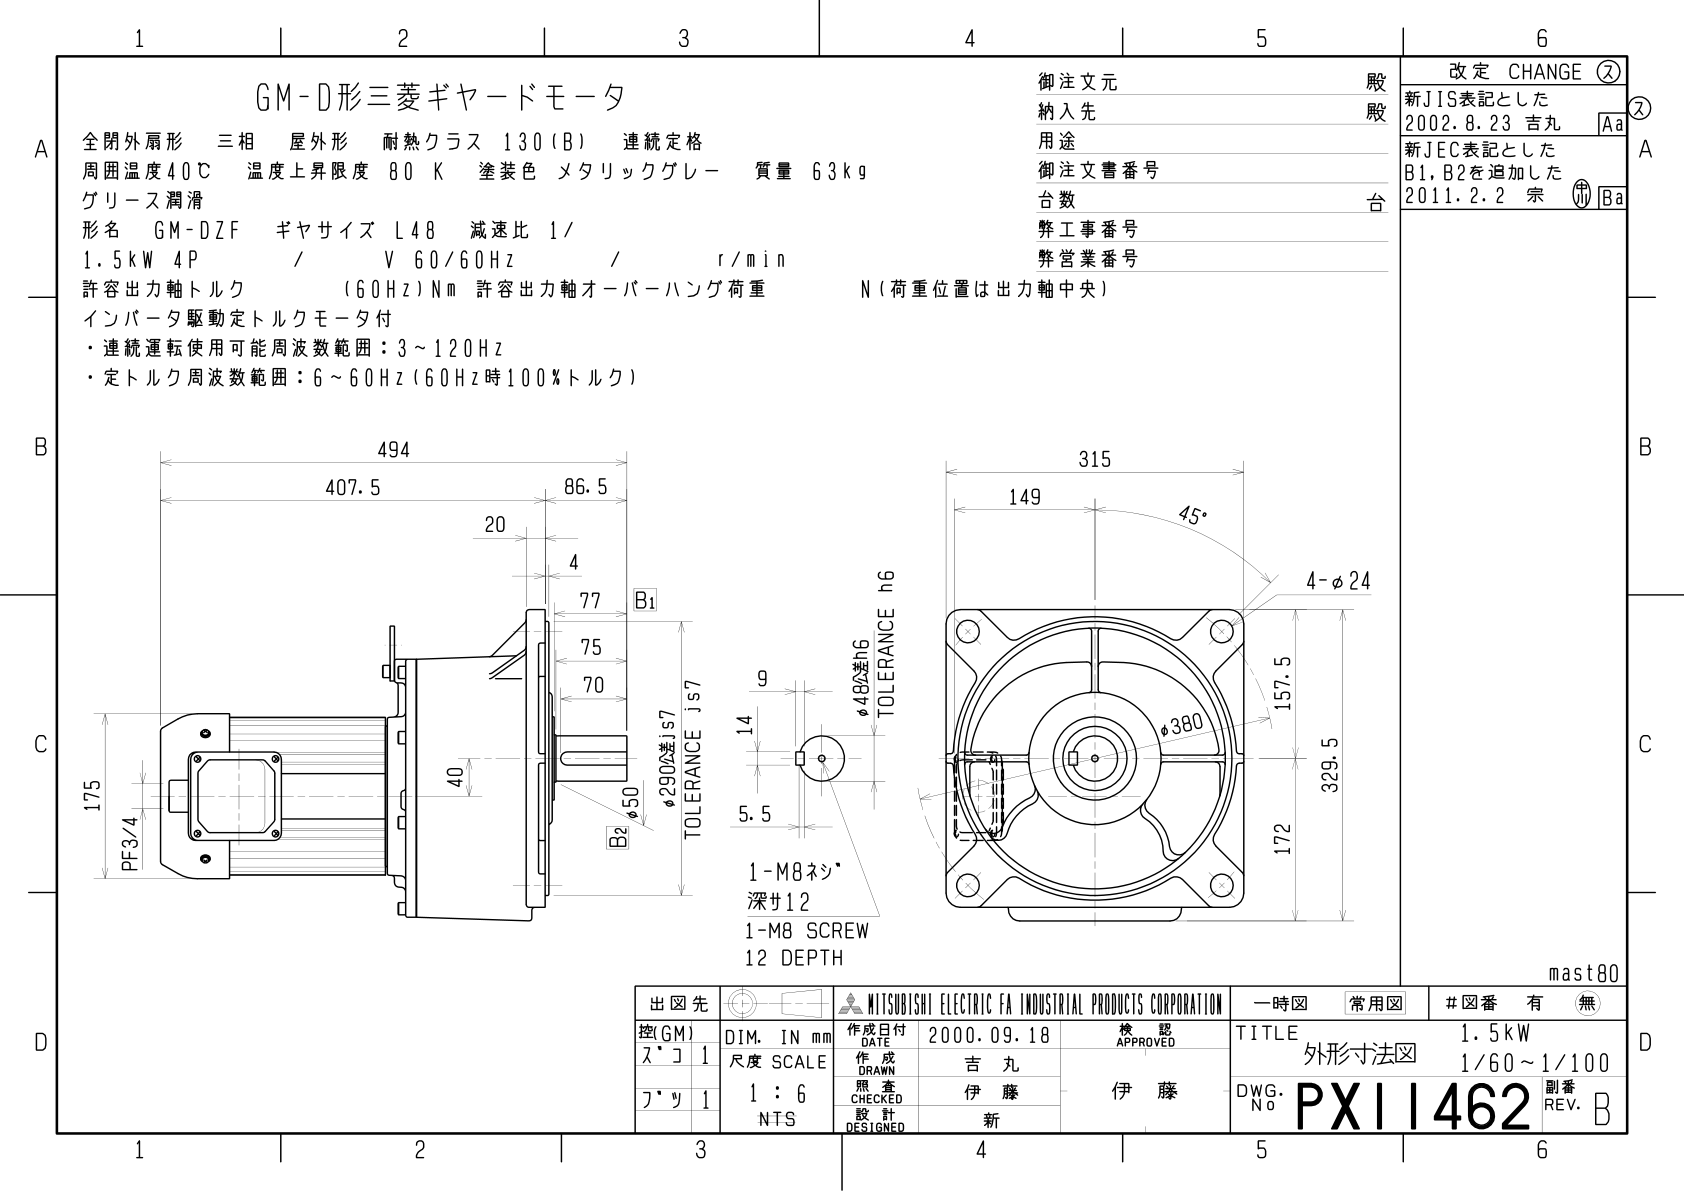 1 2 3 4 5 6
A
B
C
D
GM-D形三菱ギヤードモータ
全閉外扇形 三相 屋外形 耐熱クラス 130(B) 連続定格
周囲温度40℃ 温度上昇限度 80 K 塗装色 メタリックグレー 質量 63kg
グリース潤滑
形名 GM-DZF ギヤサイズ L48 減速比 1/
1.5kW 4P / V 60/60Hz / r/min
許容出力軸トルク (60Hz)Nm 許容出力軸オーバーハング荷重 N(荷重位置は出力軸中央)
インバータ駆動定トルクモータ付
・連続運転使用可能周波数範囲：3～120Hz
・定トルク周波数範囲：6～60Hz(60Hz時100%トルク)
御注文元 殿
納入先 殿
用途
御注文書番号
台数 台
弊工事番号
弊営業番号
改定 CHANGE ス
新JIS表記とした
2002.8.23 吉丸 Aa
ス
新JEC表記とした
B1,B2を追加した
2011.2.2 宗 Ba
A
B
C
D
494
407.5 86.5
20
4
77 B1
75
70
175
PF3/4
40
φ50
B2
φ290公差js7
TOLERANCE js7
9
14
5.5
φ48公差h6
TOLERANCE h6
1-M8ネジ
深サ12
1-M8 SCREW
12 DEPTH
315
149
45°
4-φ24
φ380
157.5
329.5
172
mast80
出図先
控(GM)
ズコ 1
ブツ 1
DIM. IN mm
尺度 SCALE
1 : 6
NTS
MITSUBISHI ELECTRIC FA INDUSTRIAL PRODUCTS CORPORATION
作成日付
DATE
2000.09.18
作成
DRAWN
吉丸
照査
CHECKED
伊藤
設計
DESIGNED
新
検認
APPROVED
伊藤
一時図 常用図 #図番 有 無
TITLE
外形寸法図
1.5kW
1/60～1/100
DWG.
No
PX11462
副番
REV.
B
1 2 3 4 5 6